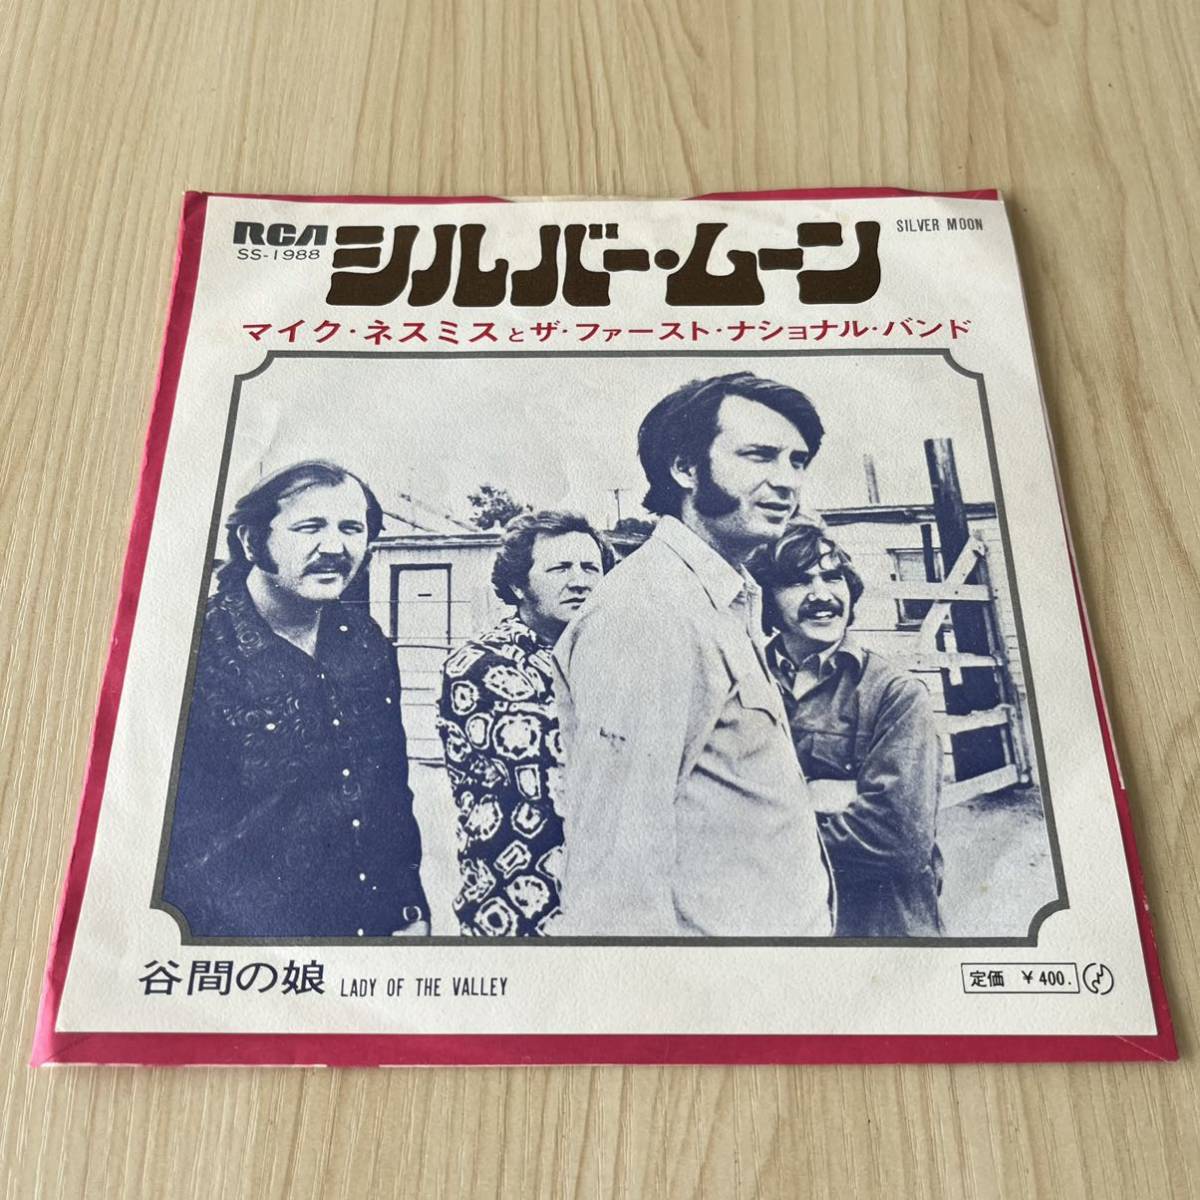 RCA
SS-1988
シルバー・ムーン
SILVER MOON
マイク・ネスミスとザ・ファースト・ナショナル・バンド
谷間の娘 LADY OF THE VALLEY
定価 ￥400.